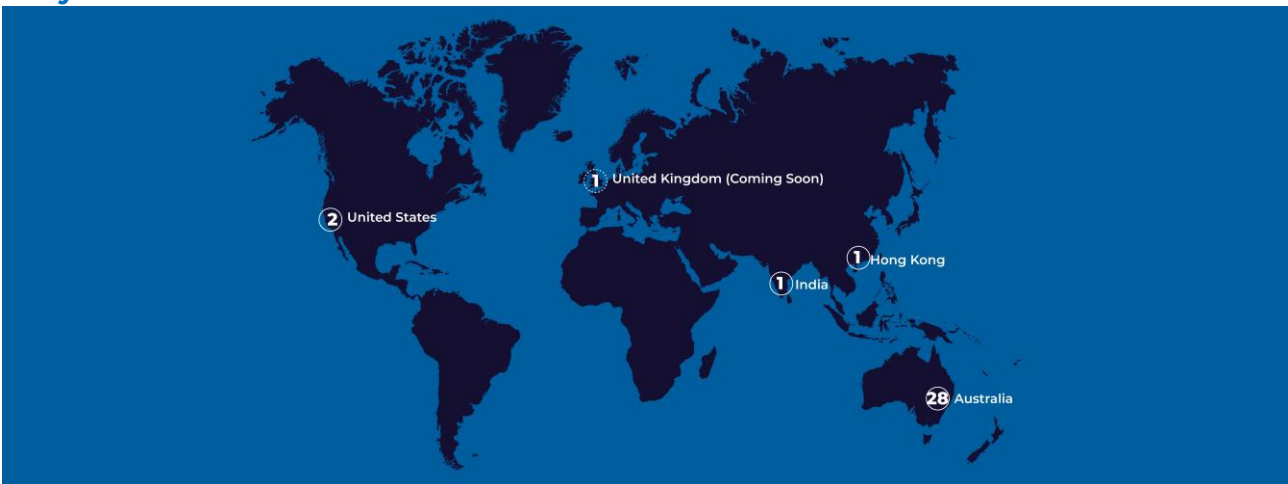 1 United Kingdom (Coming Soon)
2 United States
1 Hong Kong
1 India
28 Australia